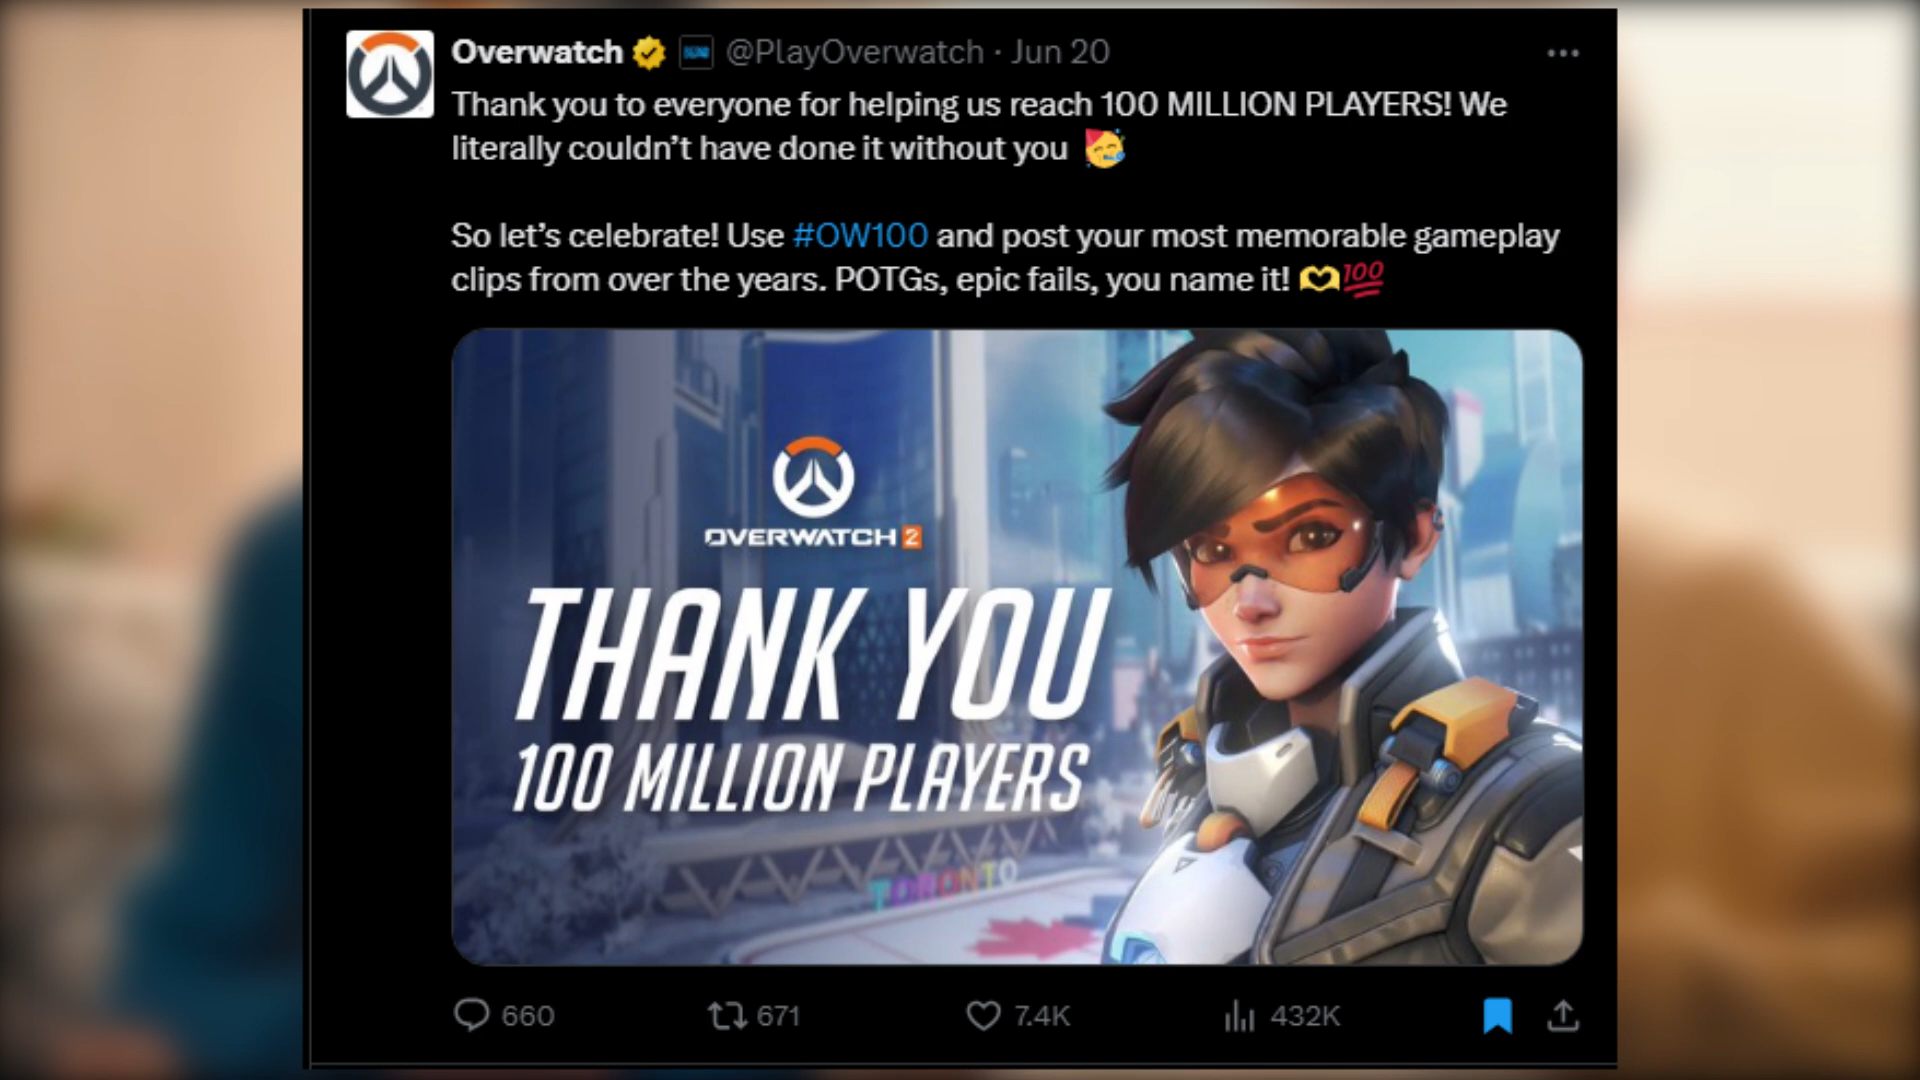 Overwatch @PlayOverwatch · Jun 20
Thank you to everyone for helping us reach 100 MILLION PLAYERS! We
literally couldn't have done it without you 🥳
So let's celebrate! Use #OW100 and post your most memorable gameplay
clips from over the years. POTGs, epic fails, you name it! 🫶💯
OVERWATCH 2
THANK YOU
100 MILLION PLAYERS
TORONTO
660 671 7.4K 432K